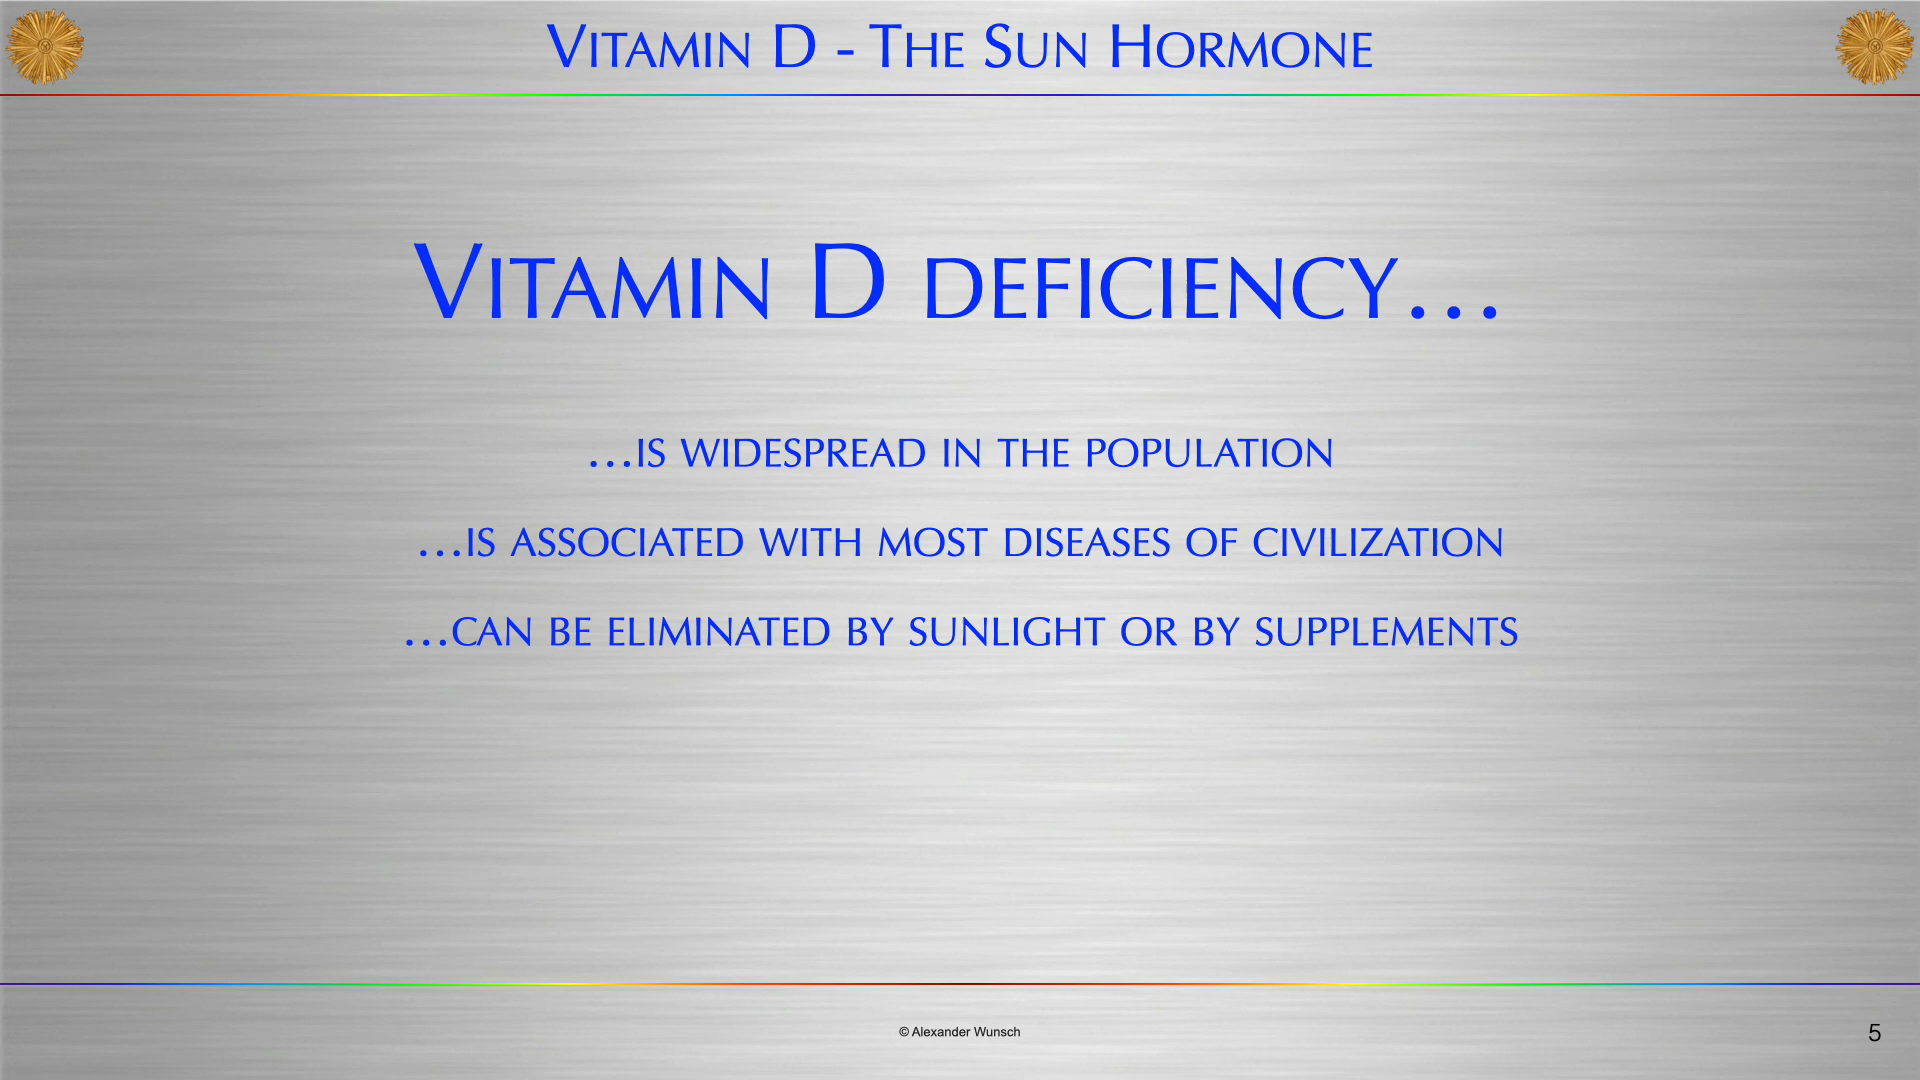 Vitamin D - The Sun Hormone
Vitamin D deficiency…
…is widespread in the population
…is associated with most diseases of civilization
…can be eliminated by sunlight or by supplements
© Alexander Wunsch
5